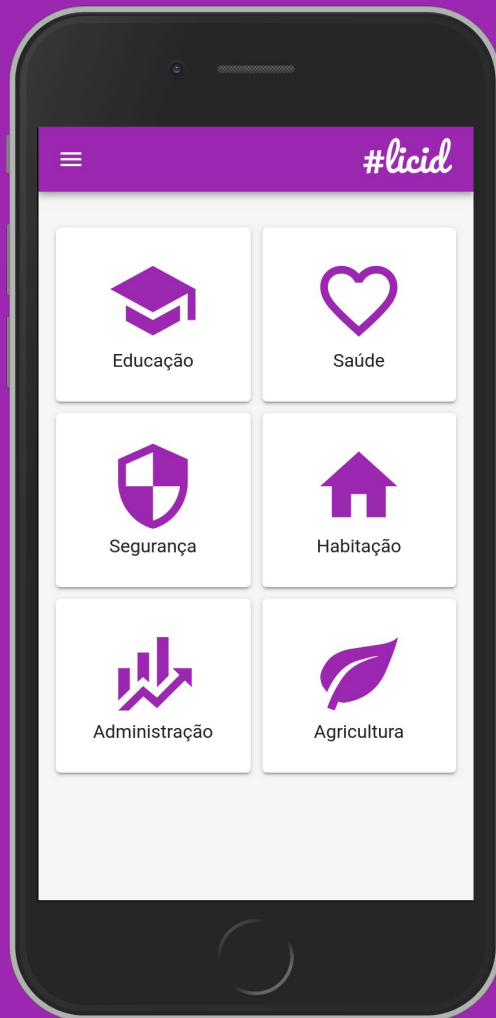 #licid
Educação
Saúde
Segurança
Habitação
Administração
Agricultura